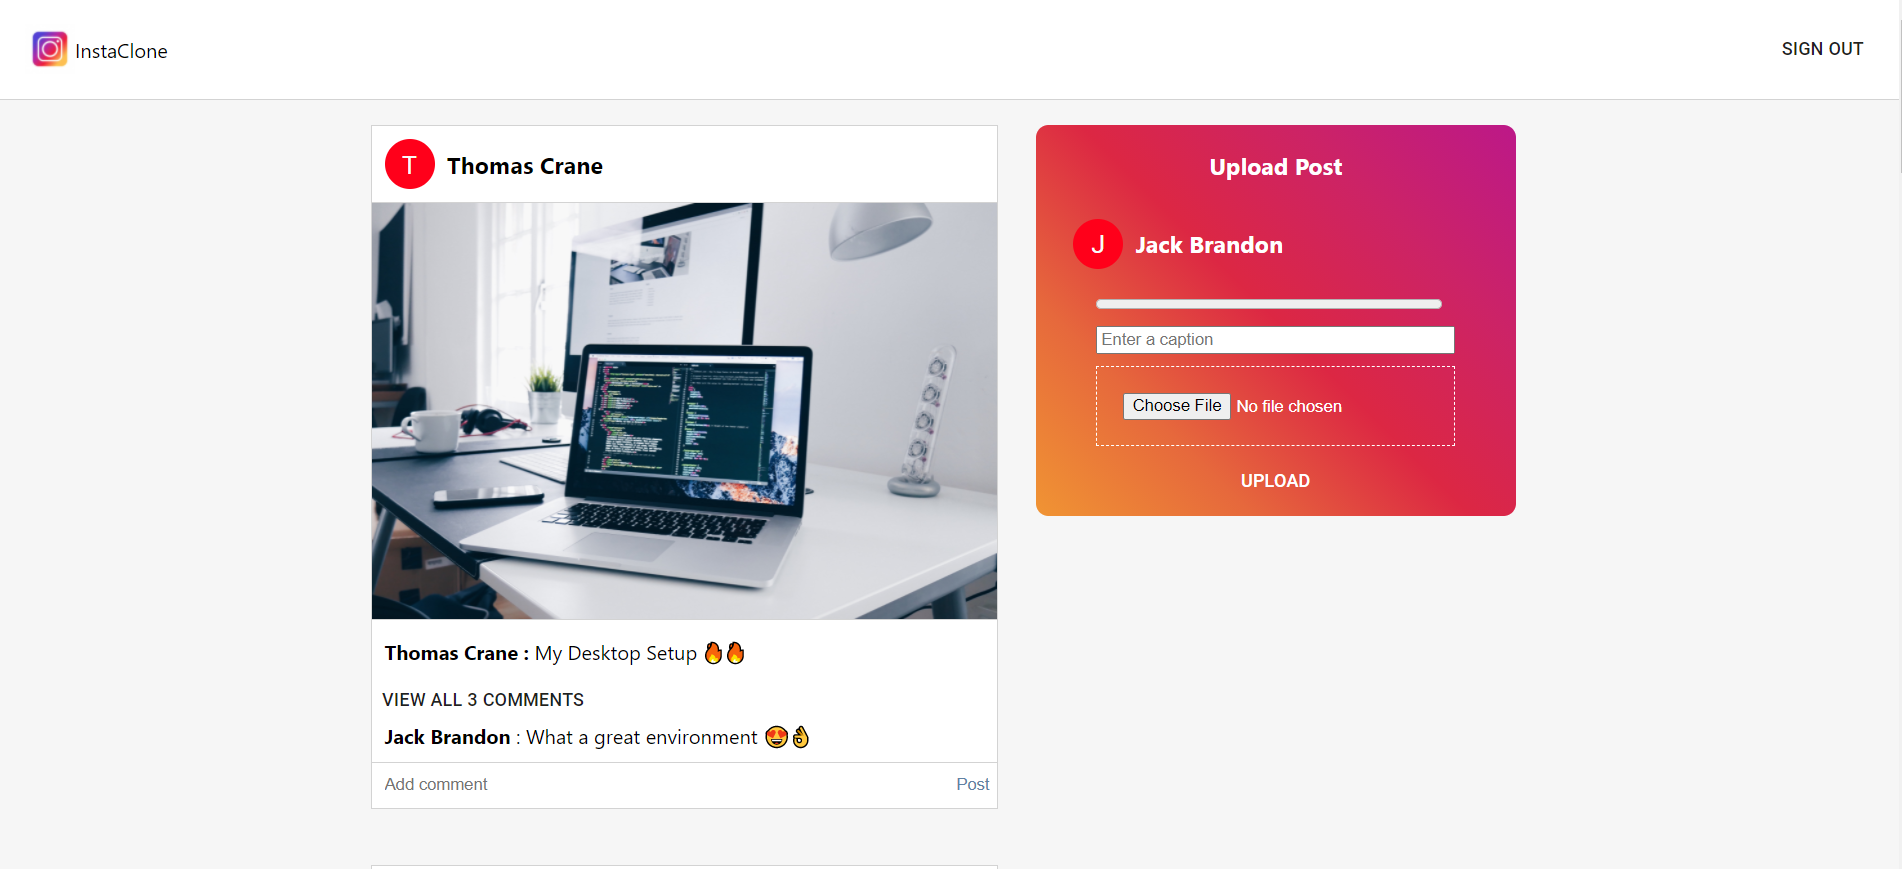 InstaClone
SIGN OUT
T
Thomas Crane
Thomas Crane : My Desktop Setup 🔥🔥
VIEW ALL 3 COMMENTS
Jack Brandon : What a great environment 😍👌
Add comment
Post
Upload Post
J
Jack Brandon
Enter a caption
Choose File No file chosen
UPLOAD